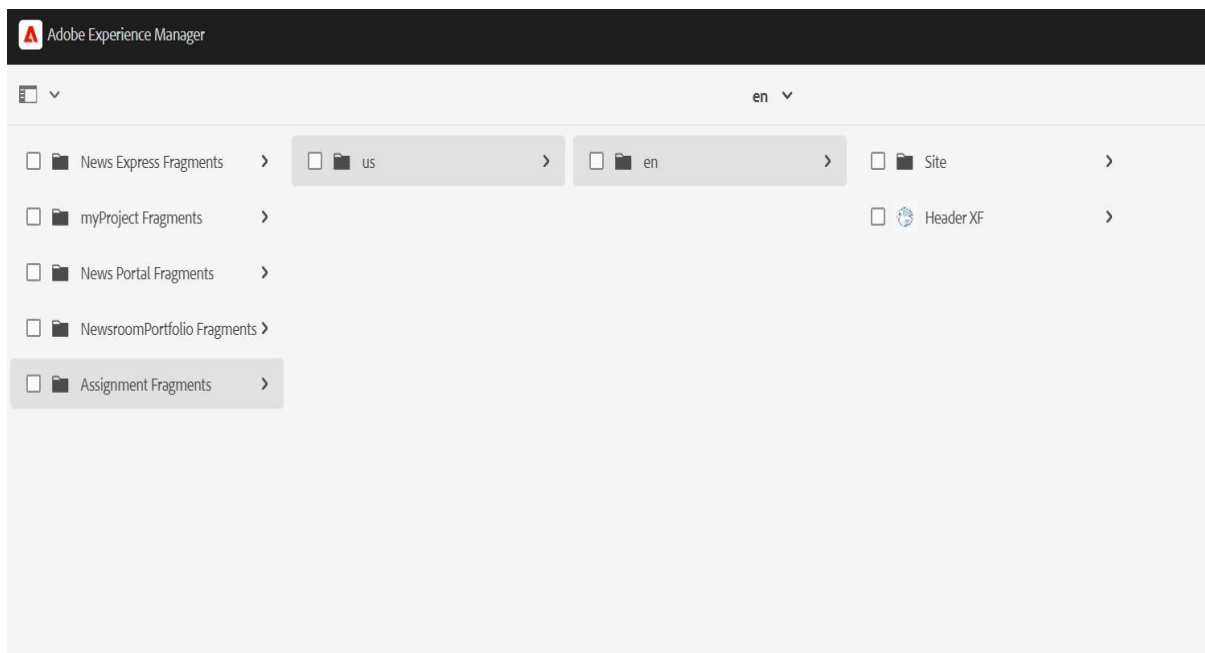 Adobe Experience Manager
en
News Express Fragments
us
en
Site
myProject Fragments
Header XF
News Portal Fragments
NewsroomPortfolio Fragments
Assignment Fragments